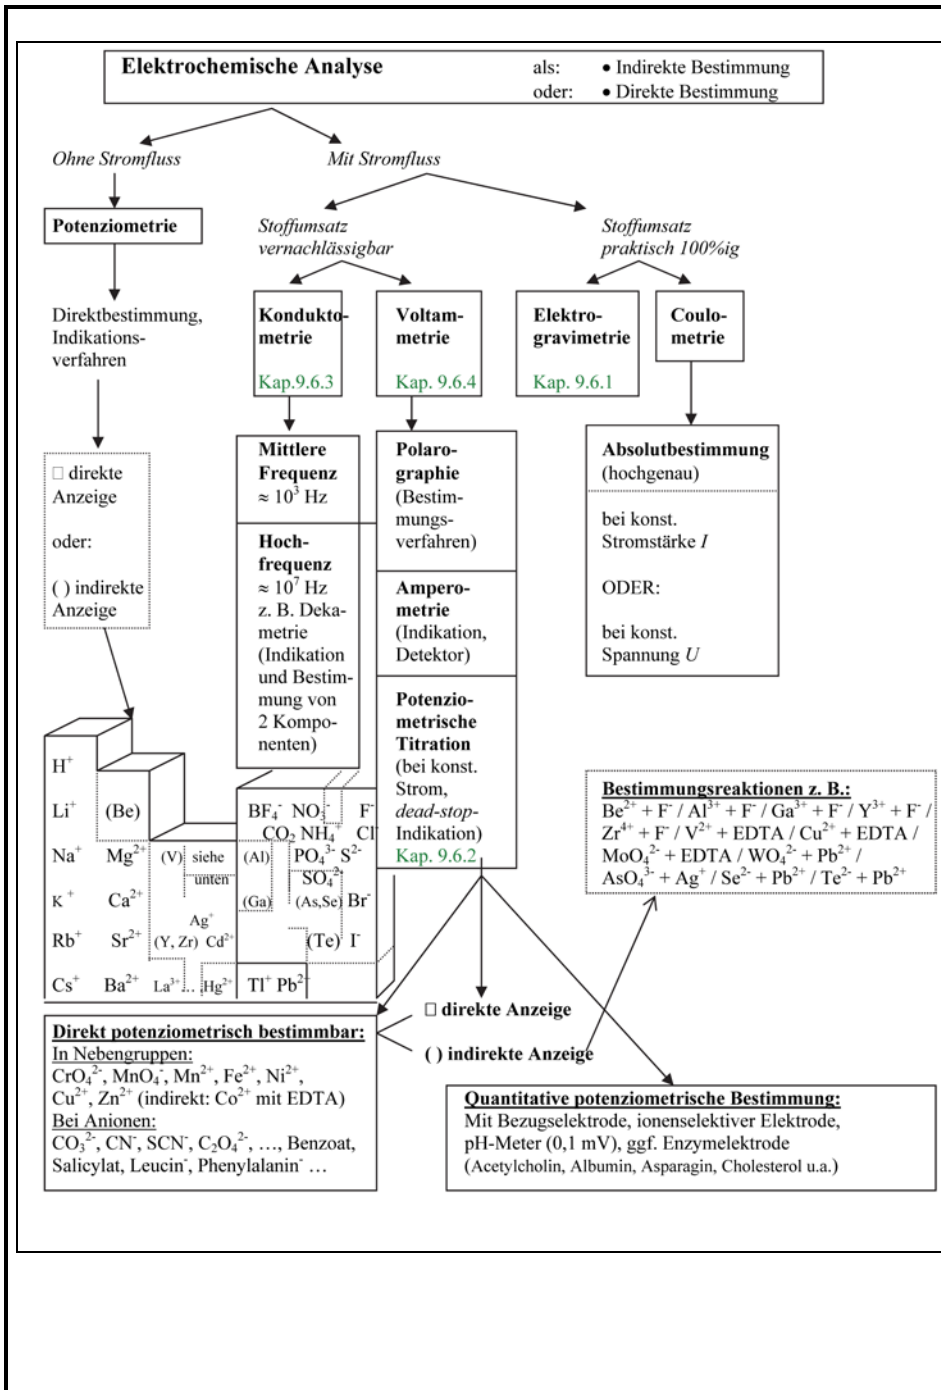 Elektrochemische Analyse als: • Indirekte Bestimmung
oder: • Direkte Bestimmung
Ohne Stromfluss
Mit Stromfluss
Potenziometrie
Stoffumsatz
vernachlässigbar
Stoffumsatz
praktisch 100%ig
Direktbestimmung,
Indikations-
verfahren
Kondukto-
metrie
Kap.9.6.3
Voltam-
metrie
Kap. 9.6.4
Elektro-
gravimetrie
Kap. 9.6.1
Coulo-
metrie
□ direkte
Anzeige
oder:
( ) indirekte
Anzeige
Mittlere
Frequenz
≈ 10³ Hz
Hoch-
frequenz
≈ 10⁷ Hz
z. B. Deka-
metrie
(Indikation
und Bestim-
mung von
2 Kompo-
nenten)
Polaro-
graphie
(Bestim-
mungs-
verfahren)
Ampero-
metrie
(Indikation,
Detektor)
Potenzio-
metrische
Titration
(bei konst.
Strom,
dead-stop-
Indikation)
Kap. 9.6.2
Absolutbestimmung
(hochgenau)
bei konst.
Stromstärke I
ODER:
bei konst.
Spannung U
H⁺
Li⁺ (Be) BF₄⁻ NO₃⁻ F⁻
CO₂ NH₄⁺ Cl⁻
Na⁺ Mg²⁺ (V) siehe (Al) PO₄³⁻ S²⁻
unten SO₄²⁻
K⁺ Ca²⁺ (Ga) (As,Se) Br⁻
Ag⁺
Rb⁺ Sr²⁺ (Y, Zr) Cd²⁺ (Te) I⁻
Cs⁺ Ba²⁺ La³⁺... Hg²⁺ Tl⁺ Pb²⁺
Bestimmungsreaktionen z. B.:
Be²⁺ + F⁻ / Al³⁺ + F⁻ / Ga³⁺ + F⁻ / Y³⁺ + F⁻ /
Zr⁴⁺ + F⁻ / V²⁺ + EDTA / Cu²⁺ + EDTA /
MoO₄²⁻ + EDTA / WO₄²⁻ + Pb²⁺ /
AsO₄³⁻ + Ag⁺ / Se²⁻ + Pb²⁺ / Te²⁻ + Pb²⁺
□ direkte Anzeige
( ) indirekte Anzeige
Direkt potenziometrisch bestimmbar:
In Nebengruppen:
CrO₄²⁻, MnO₄⁻, Mn²⁺, Fe²⁺, Ni²⁺,
Cu²⁺, Zn²⁺ (indirekt: Co²⁺ mit EDTA)
Bei Anionen:
CO₃²⁻, CN⁻, SCN⁻, C₂O₄²⁻, …, Benzoat,
Salicylat, Leucin⁻, Phenylalanin⁻ …
Quantitative potenziometrische Bestimmung:
Mit Bezugselektrode, ionenselektiver Elektrode,
pH-Meter (0,1 mV), ggf. Enzymelektrode
(Acetylcholin, Albumin, Asparagin, Cholesterol u.a.)